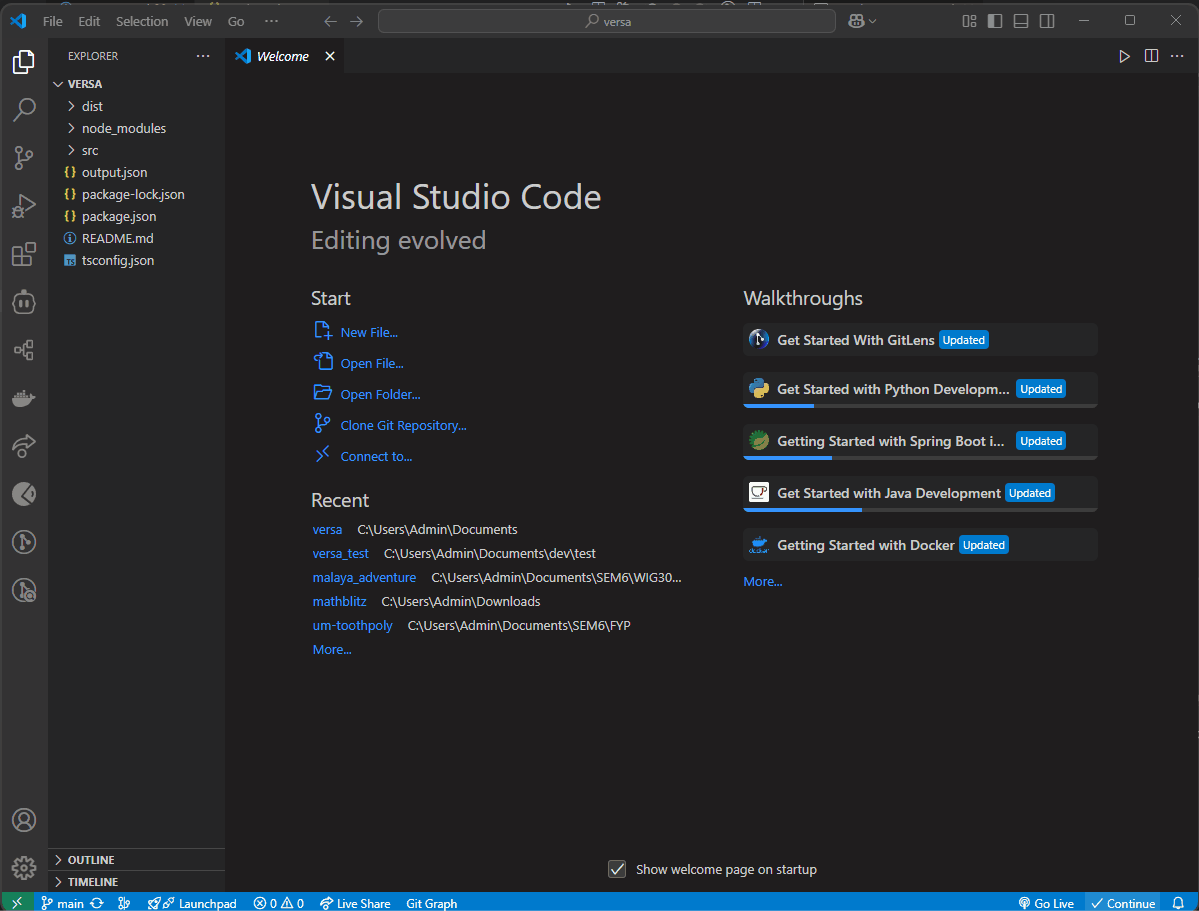 File Edit Selection View Go ···
versa
EXPLORER ···
Welcome
VERSA
dist
node_modules
src
{} output.json
{} package-lock.json
{} package.json
README.md
TS tsconfig.json
Visual Studio Code
Editing evolved
Start
New File...
Open File...
Open Folder...
Clone Git Repository...
Connect to...
Recent
versa C:\Users\Admin\Documents
versa_test C:\Users\Admin\Documents\dev\test
malaya_adventure C:\Users\Admin\Documents\SEM6\WIG30...
mathblitz C:\Users\Admin\Downloads
um-toothpoly C:\Users\Admin\Documents\SEM6\FYP
More...
Walkthroughs
Get Started With GitLens Updated
Get Started with Python Developm... Updated
Getting Started with Spring Boot i... Updated
Get Started with Java Development Updated
Getting Started with Docker Updated
More...
OUTLINE
TIMELINE
Show welcome page on startup
main Launchpad 0 0 Live Share Git Graph Go Live Continue